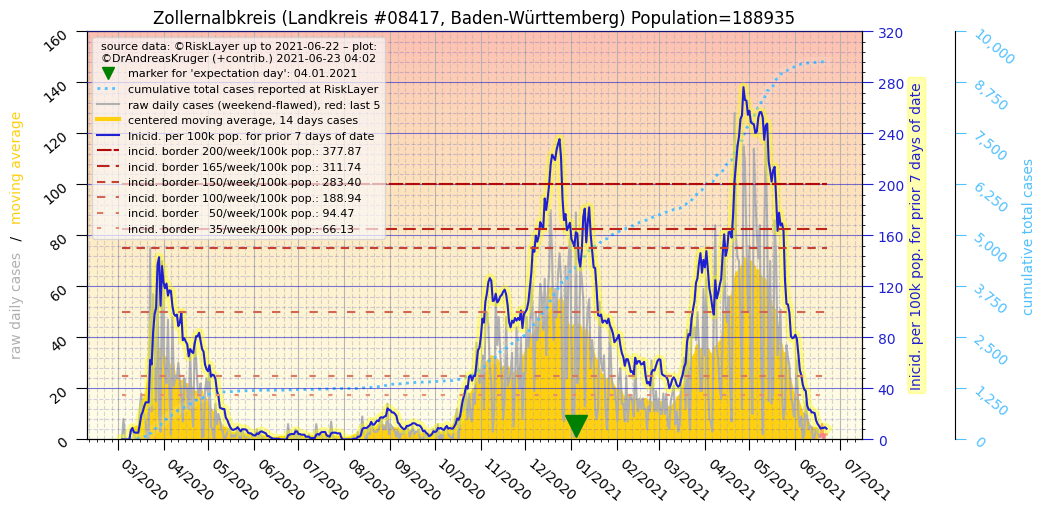 Zollernalbkreis (Landkreis #08417, Baden-Württemberg) Population=188935
source data: ©RiskLayer up to 2021-06-22 – plot:
©DrAndreasKruger (+contrib.) 2021-06-23 04:02
marker for 'expectation day': 04.01.2021
cumulative total cases reported at RiskLayer
raw daily cases (weekend-flawed), red: last 5
centered moving average, 14 days cases
Inicid. per 100k pop. for prior 7 days of date
incid. border 200/week/100k pop.: 377.87
incid. border 165/week/100k pop.: 311.74
incid. border 150/week/100k pop.: 283.40
incid. border 100/week/100k pop.: 188.94
incid. border 50/week/100k pop.: 94.47
incid. border 35/week/100k pop.: 66.13
raw daily cases / moving average
160
140
120
100
80
60
40
20
0
320
280
240
200
160
120
80
40
0
Inicid. per 100k pop. for prior 7 days of date
10,000
8,750
7,500
6,250
5,000
3,750
2,500
1,250
0
cumulative total cases
03/2020
04/2020
05/2020
06/2020
07/2020
08/2020
09/2020
10/2020
11/2020
12/2020
01/2021
02/2021
03/2021
04/2021
05/2021
06/2021
07/2021